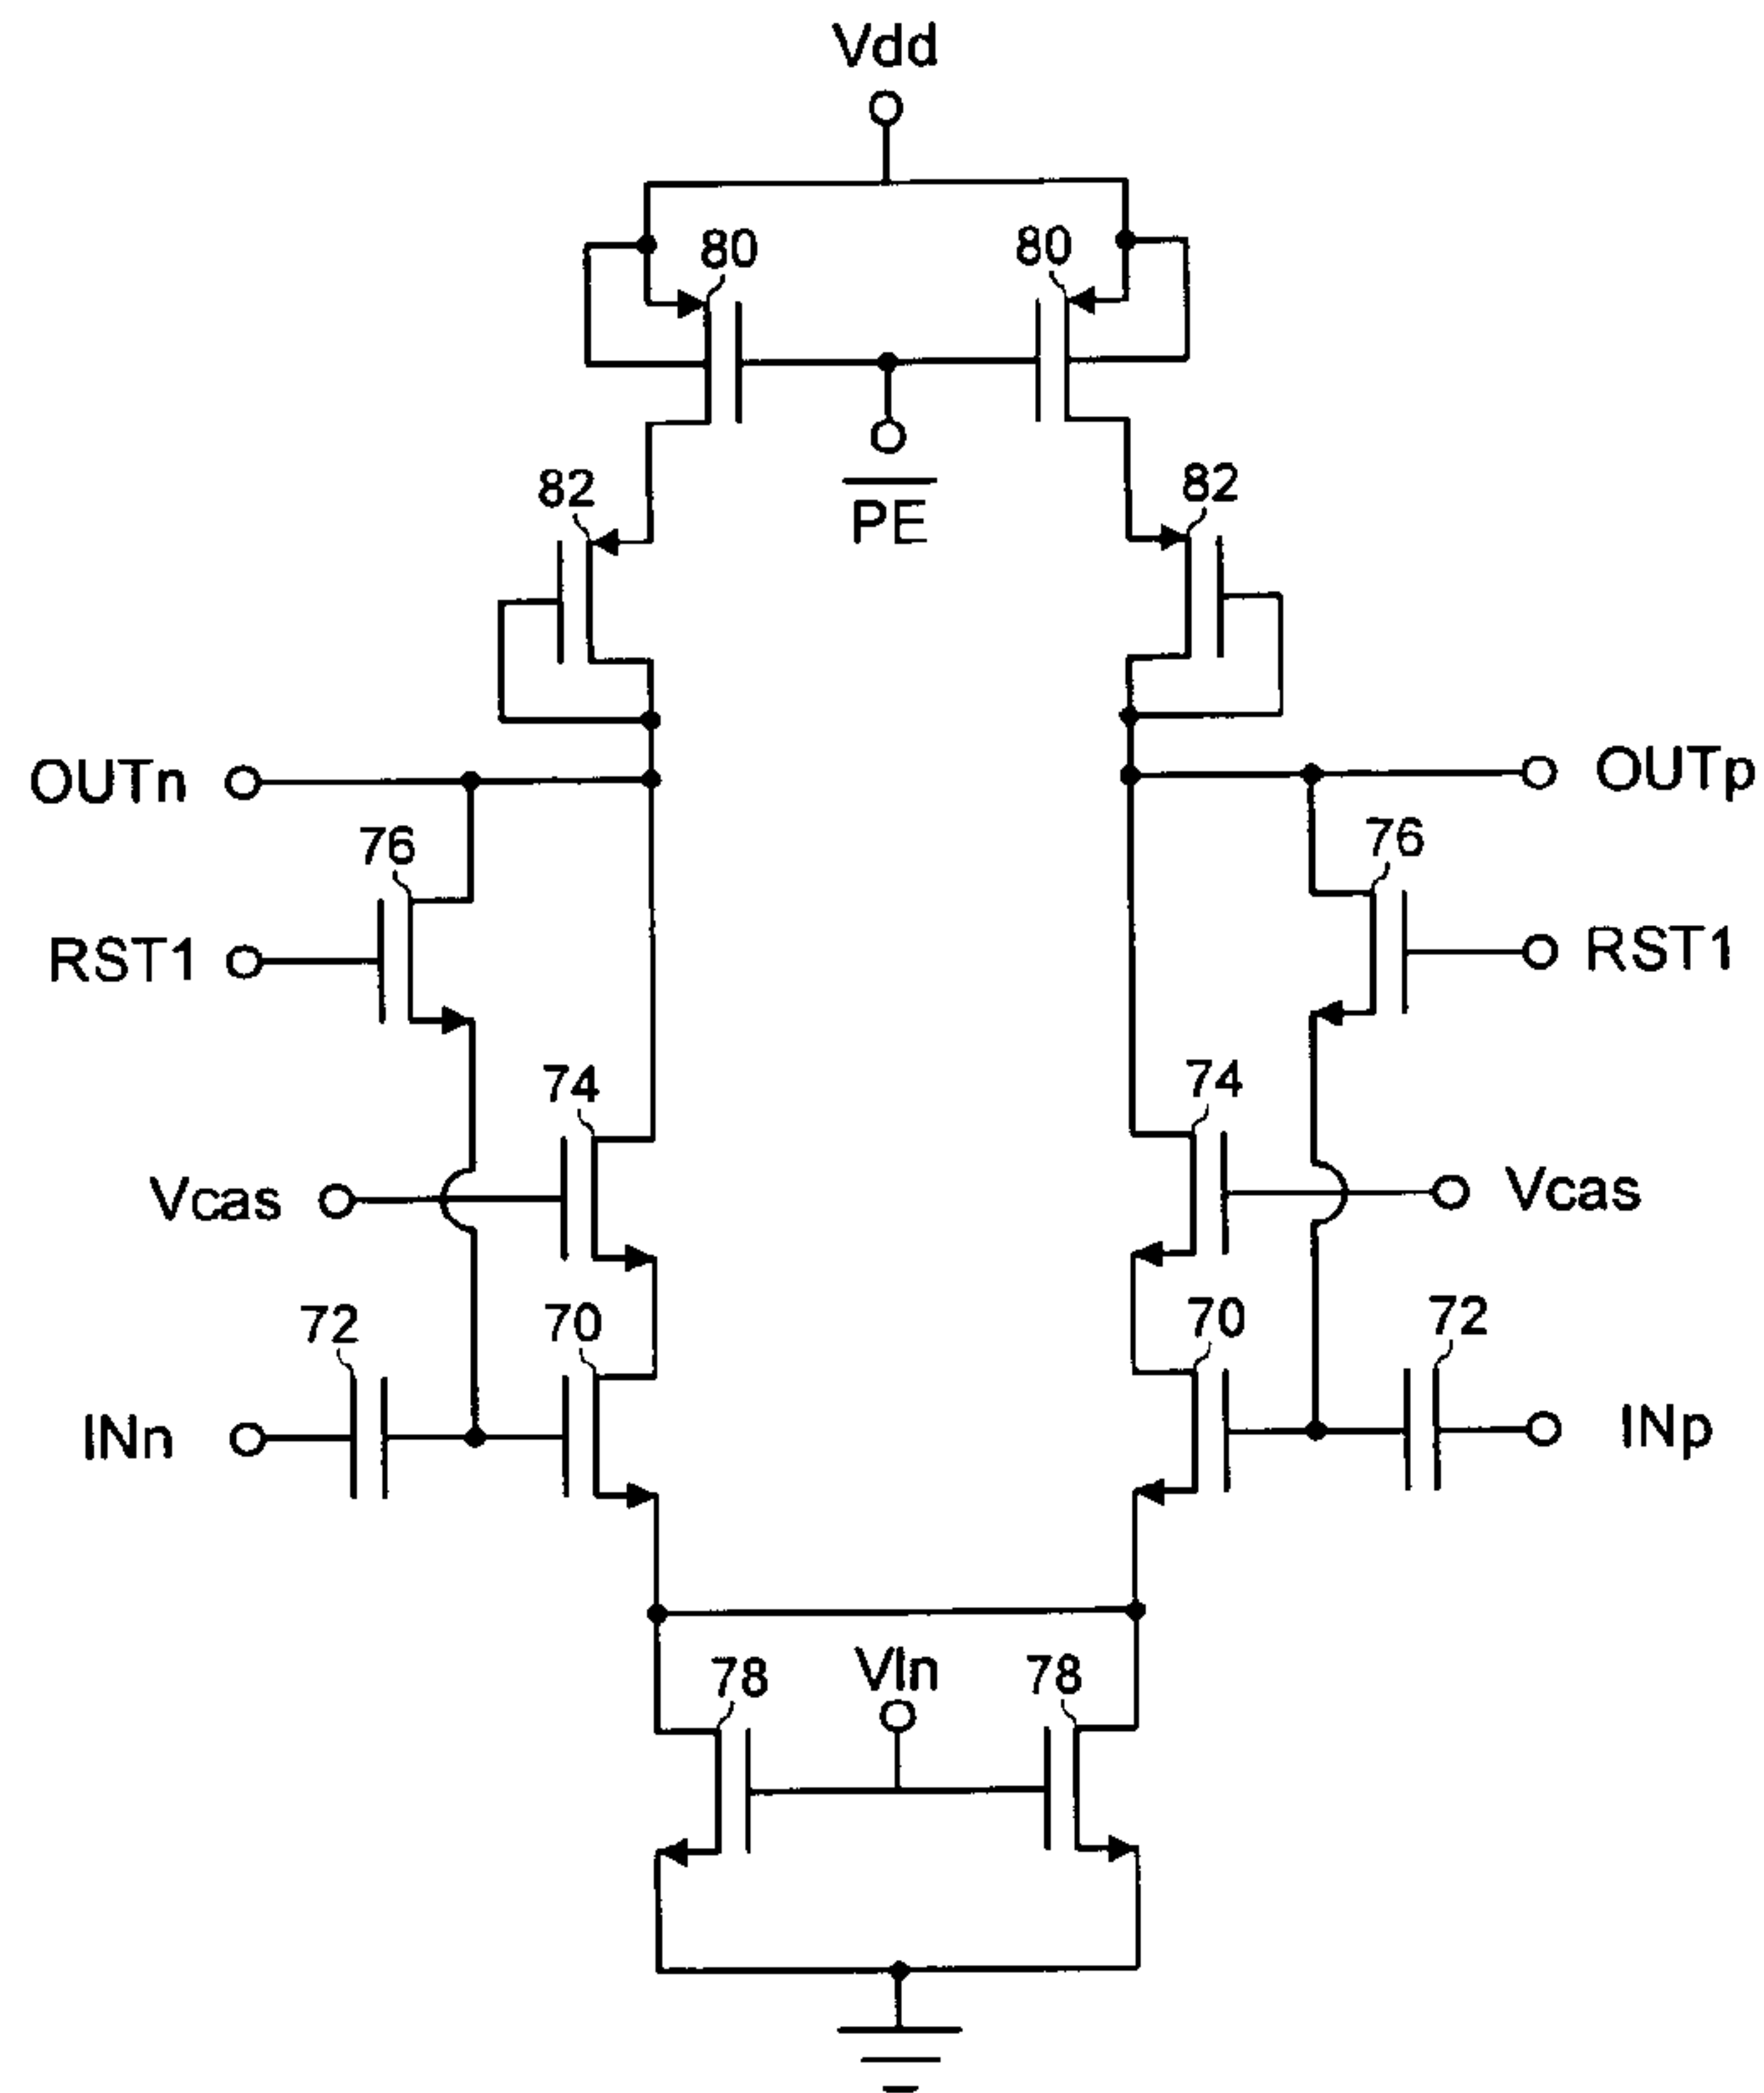 Vdd
80 80
82 82
PE
OUTn OUTp
76 76
RST1 RST1
74 74
Vcas Vcas
72 70 70 72
INn INp
78 VIn 78